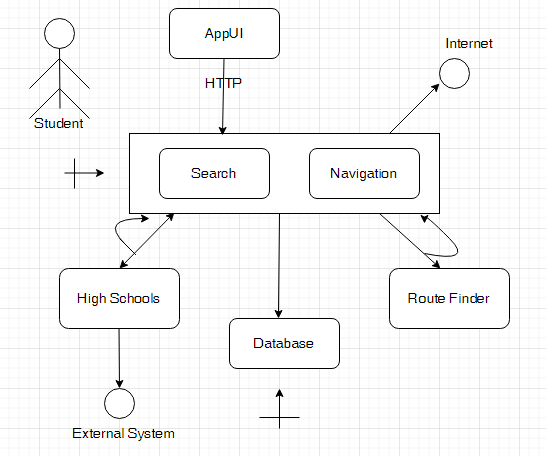 AppUI
Internet
HTTP
Student
Search
Navigation
High Schools
Route Finder
Database
External System